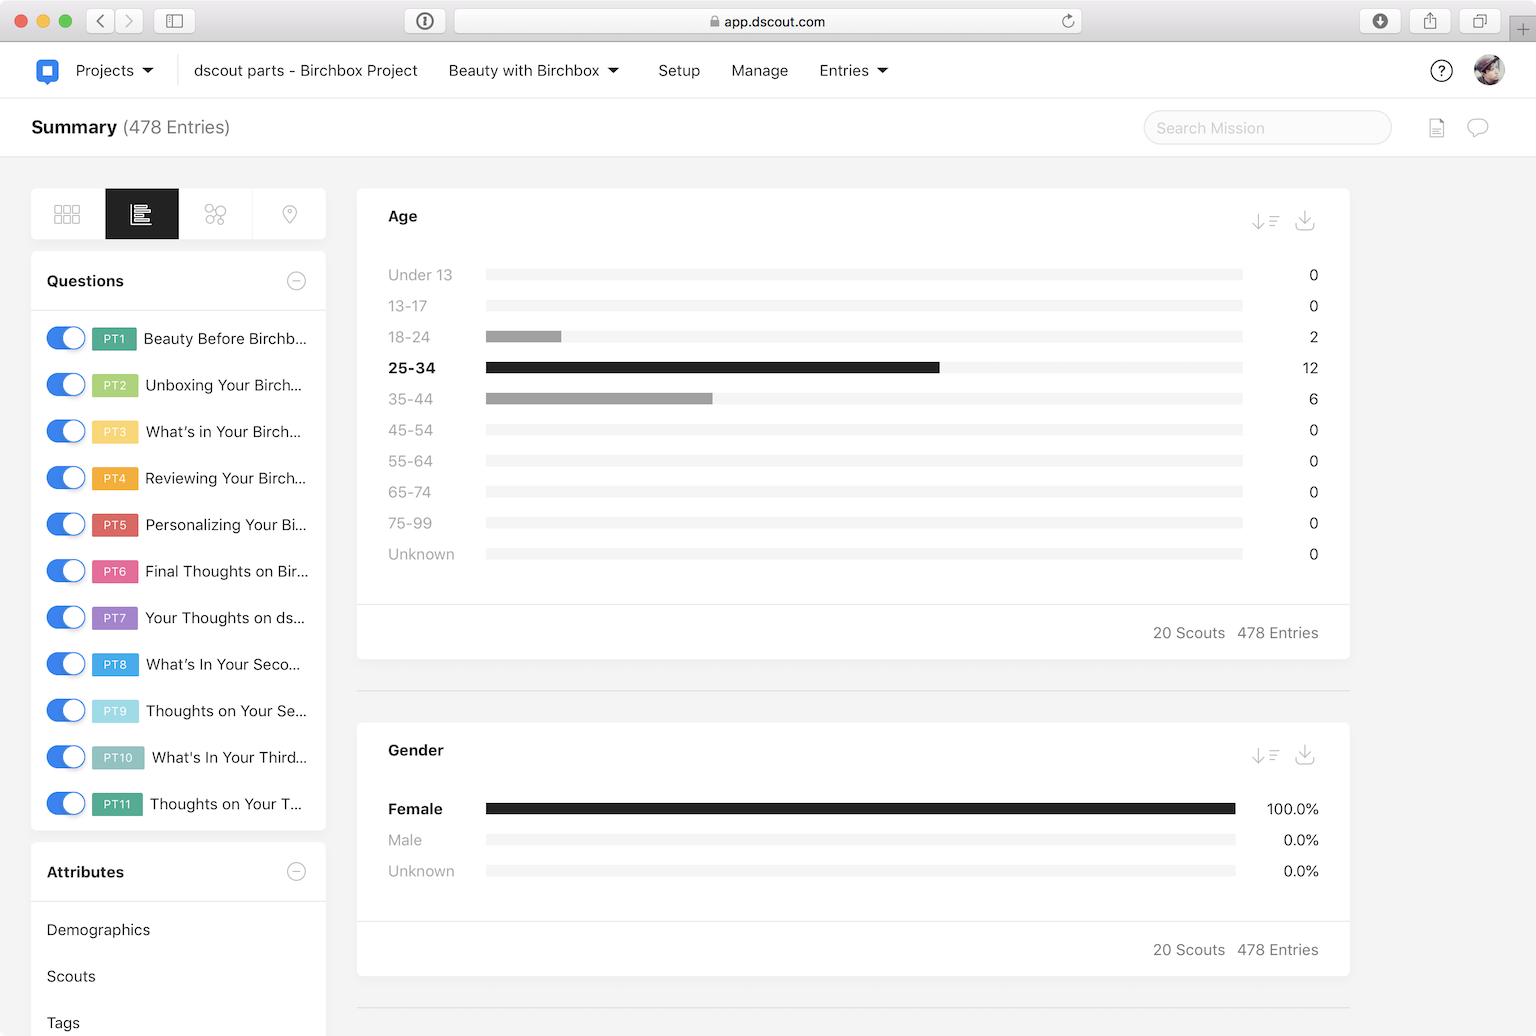 app.dscout.com
Projects
dscout parts - Birchbox Project
Beauty with Birchbox
Setup
Manage
Entries
?
Summary (478 Entries)
Search Mission
Questions
PT1 Beauty Before Birchb...
PT2 Unboxing Your Birch...
PT3 What's in Your Birch...
PT4 Reviewing Your Birch...
PT5 Personalizing Your Bi...
PT6 Final Thoughts on Bir...
PT7 Your Thoughts on ds...
PT8 What's In Your Seco...
PT9 Thoughts on Your Se...
PT10 What's In Your Third...
PT11 Thoughts on Your T...
Attributes
Demographics
Scouts
Tags
Age
Under 13 0
13-17 0
18-24 2
25-34 12
35-44 6
45-54 0
55-64 0
65-74 0
75-99 0
Unknown 0
20 Scouts 478 Entries
Gender
Female 100.0%
Male 0.0%
Unknown 0.0%
20 Scouts 478 Entries